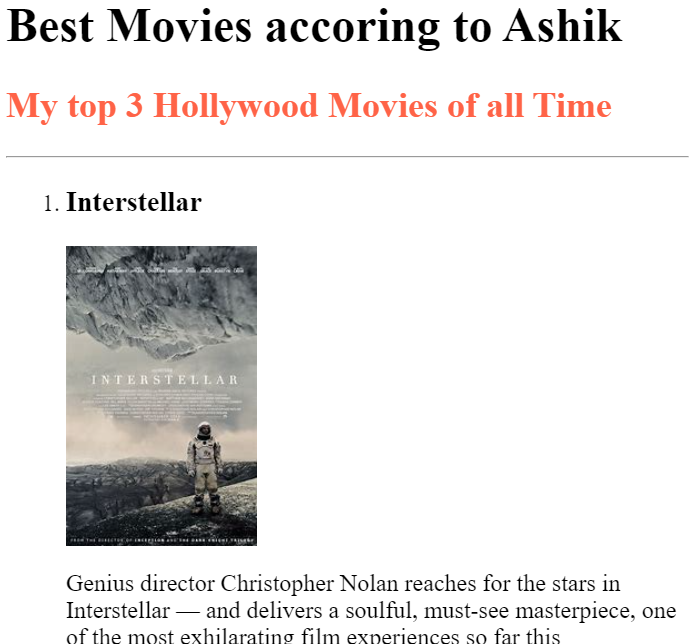 Best Movies accoring to Ashik
My top 3 Hollywood Movies of all Time
1. Interstellar
INTERSTELLAR
FROM THE DIRECTOR OF INCEPTION AND THE DARK KNIGHT TRILOGY
Genius director Christopher Nolan reaches for the stars in
Interstellar — and delivers a soulful, must-see masterpiece, one
of the most exhilarating film experiences so far this